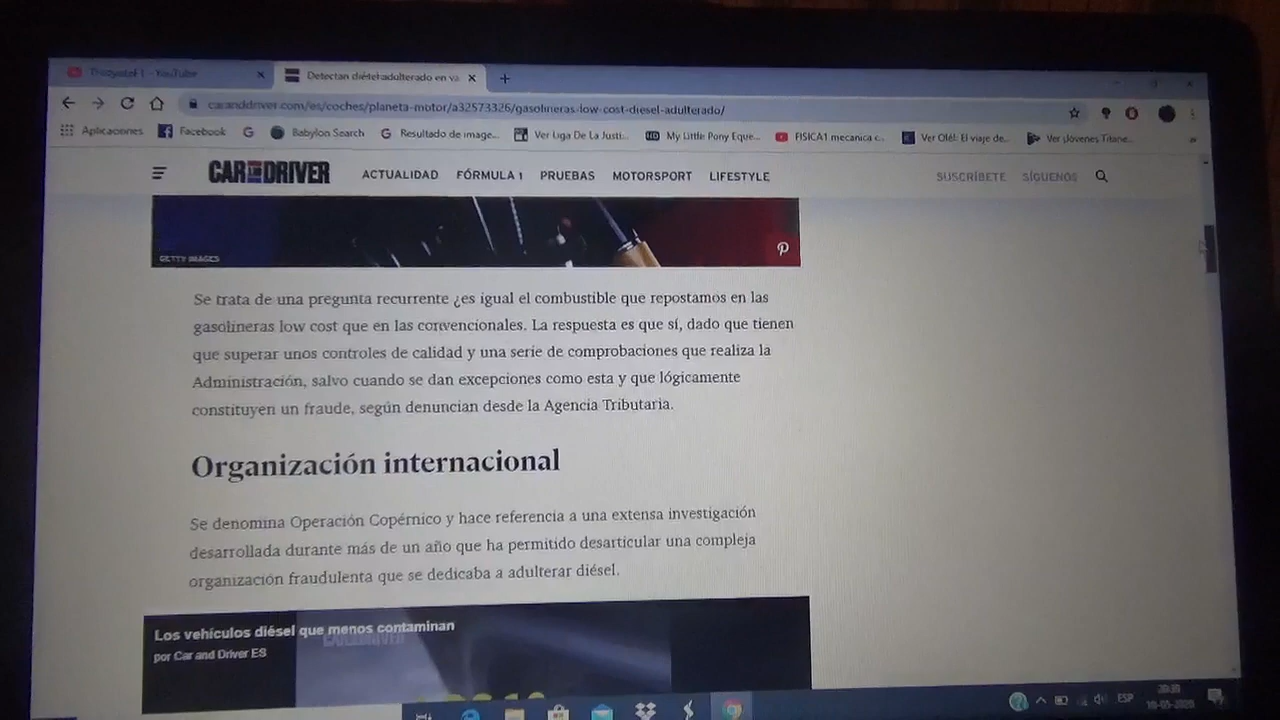 Detectan diésel adulterado en va
caranddriver.com/es/coches/planeta-motor/a32573326/gasolineras-low-cost-diesel-adulterado/
Aplicaciones
Facebook
Babylon Search
Resultado de image...
Ver Liga De La Justi...
My Little Pony Eque...
FISICA1 mecanica c...
Ver Olé!: El viaje de...
Ver Jóvenes Titane...
CAR AND DRIVER
ACTUALIDAD
FÓRMULA 1
PRUEBAS
MOTORSPORT
LIFESTYLE
SUSCRÍBETE
SÍGUENOS
GETTY IMAGES
Se trata de una pregunta recurrente ¿es igual el combustible que repostamos en las
gasolineras low cost que en las convencionales. La respuesta es que sí, dado que tienen
que superar unos controles de calidad y una serie de comprobaciones que realiza la
Administración, salvo cuando se dan excepciones como esta y que lógicamente
constituyen un fraude, según denuncian desde la Agencia Tributaria.
Organización internacional
Se denomina Operación Copérnico y hace referencia a una extensa investigación
desarrollada durante más de un año que ha permitido desarticular una compleja
organización fraudulenta que se dedicaba a adulterar diésel.
Los vehículos diésel que menos contaminan
por Car and Driver ES
ESP